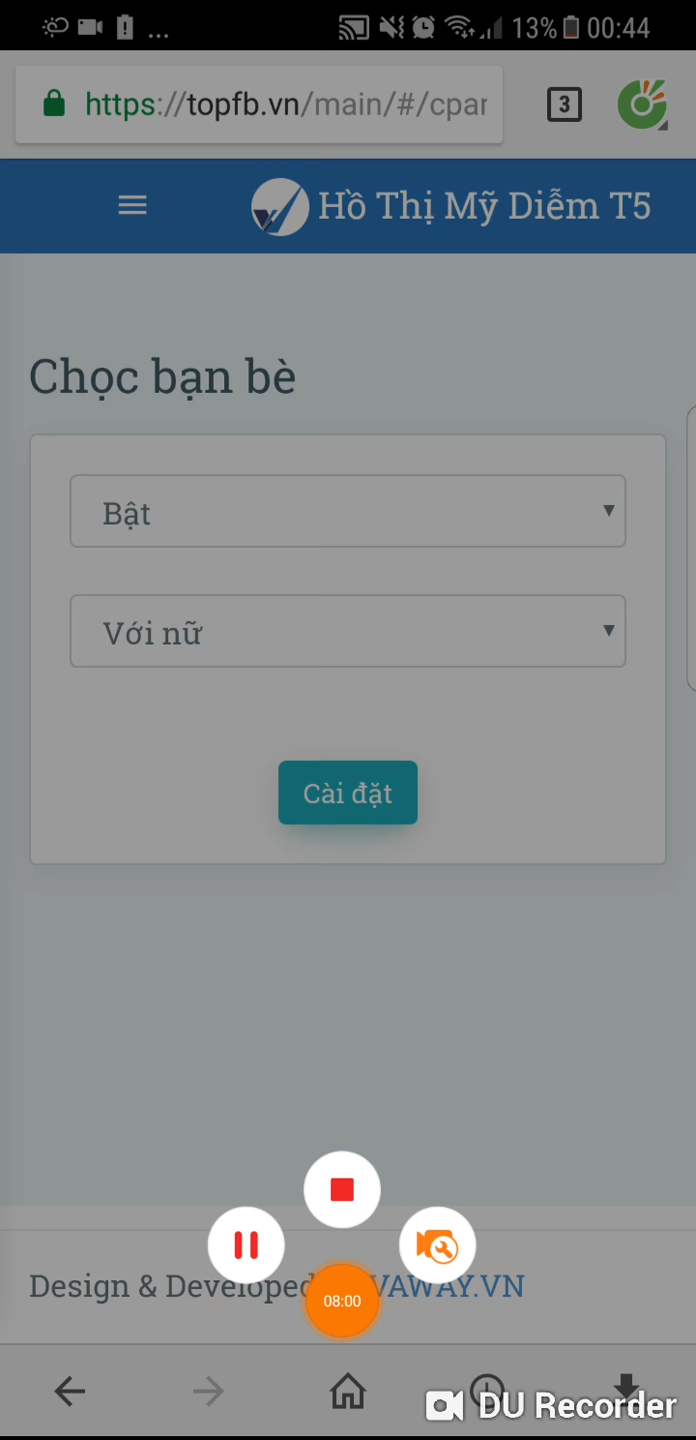 ... 13% 00:44
https://topfb.vn/main/#/cpar
3
Hồ Thị Mỹ Diễm T5
Chọc bạn bè
Bật
Với nữ
Cài đặt
Design & Developed VAWAY.VN
08:00
DU Recorder